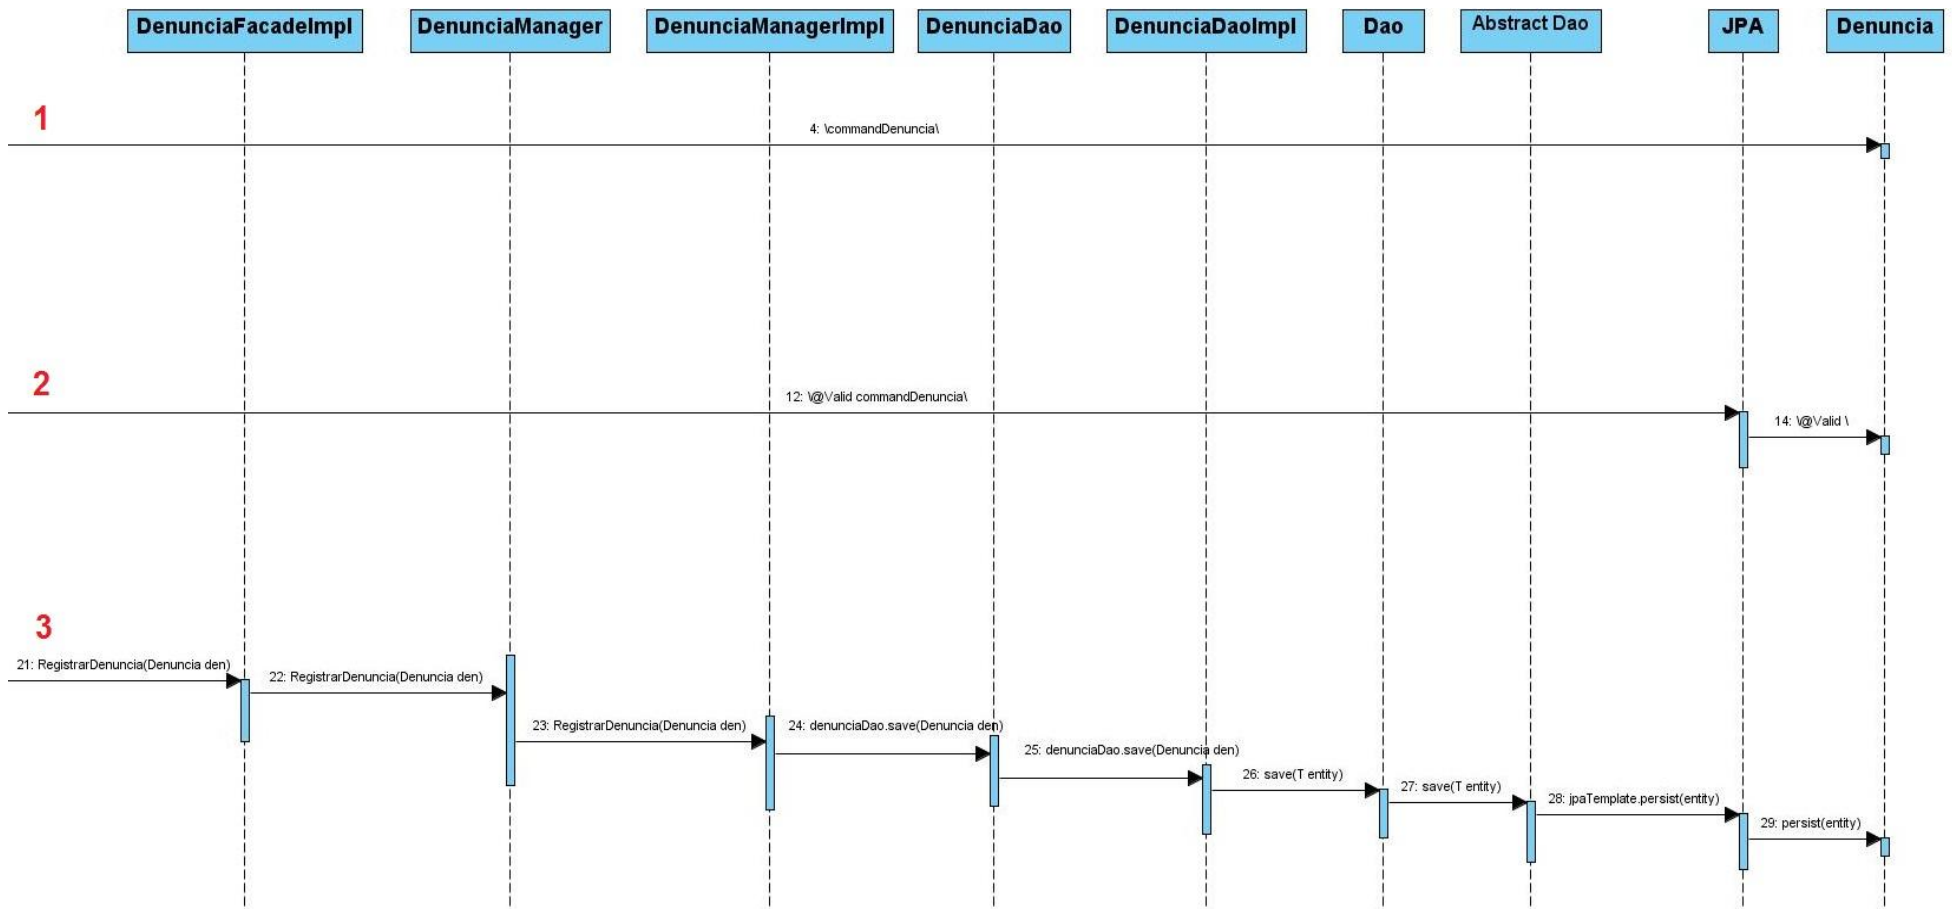 DenunciaFacadeImpl
DenunciaManager
DenunciaManagerImpl
DenunciaDao
DenunciaDaoImpl
Dao
Abstract Dao
JPA
Denuncia
1
4: \commandDenuncia\
2
12: \@Valid commandDenuncia\
14: \@Valid \
3
21: RegistrarDenuncia(Denuncia den)
22: RegistrarDenuncia(Denuncia den)
23: RegistrarDenuncia(Denuncia den)
24: denunciaDao.save(Denuncia den)
25: denunciaDao.save(Denuncia den)
26: save(T entity)
27: save(T entity)
28: jpaTemplate.persist(entity)
29: persist(entity)